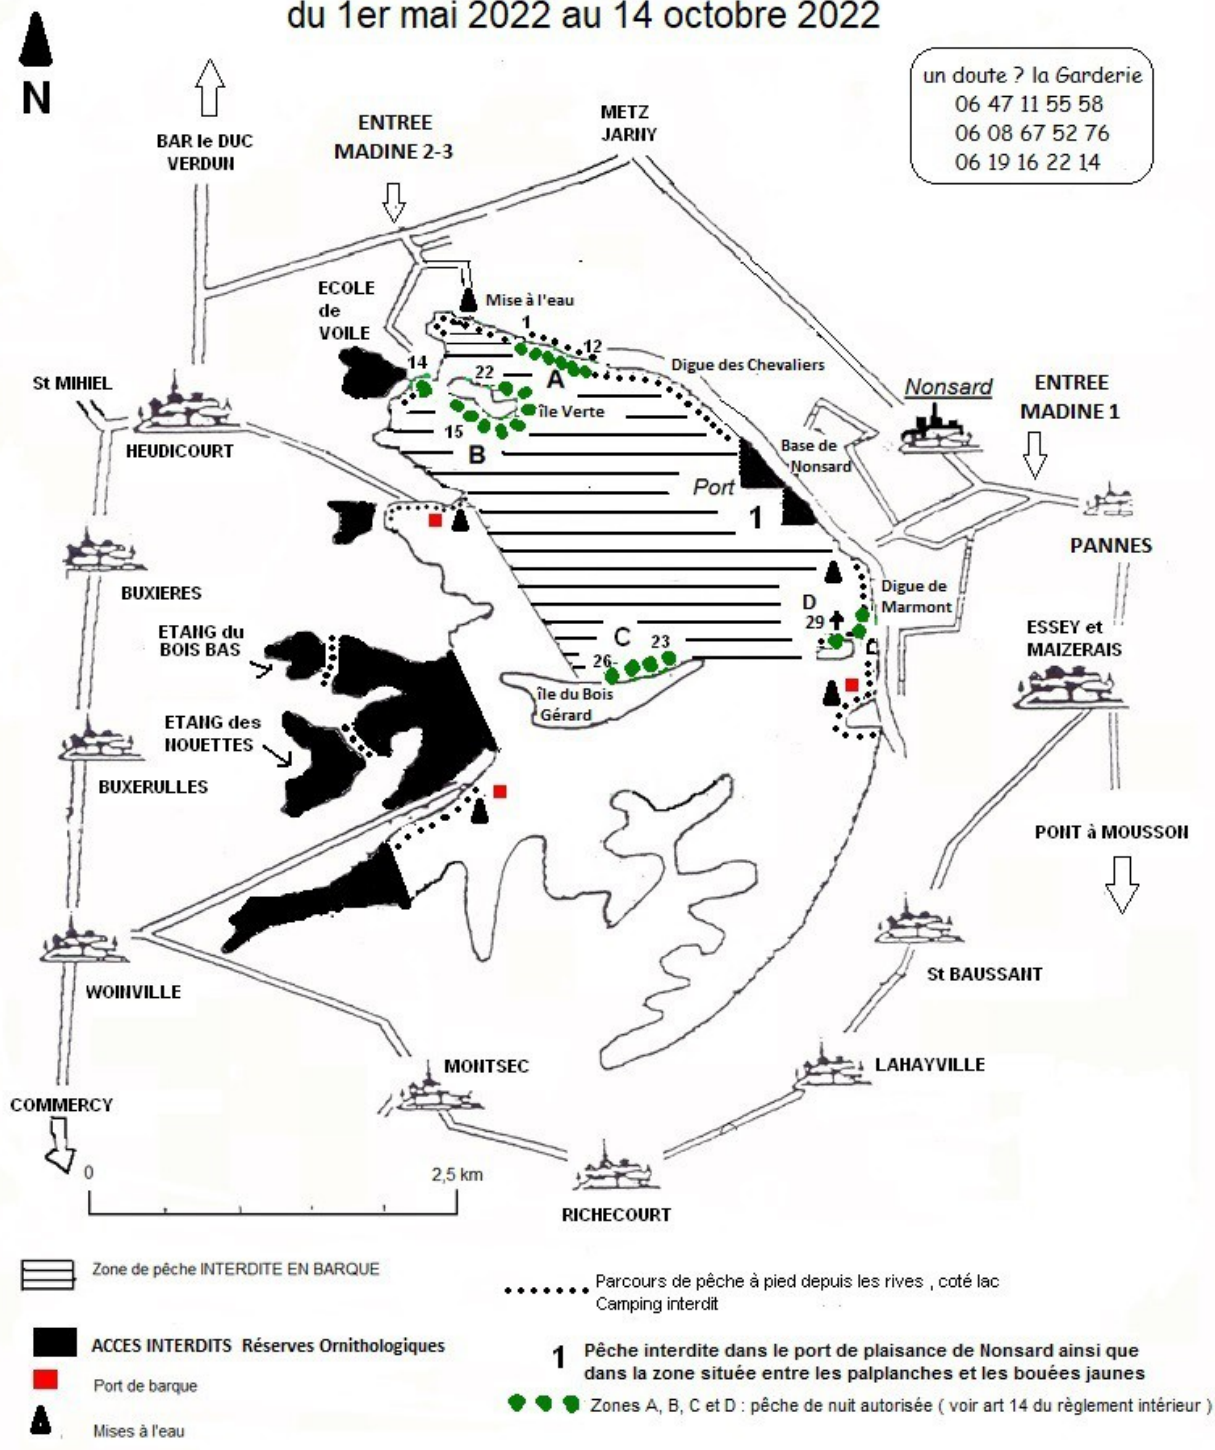 du 1er mai 2022 au 14 octobre 2022
N
un doute ? la Garderie
06 47 11 55 58
06 08 67 52 76
06 19 16 22 14
BAR le DUC
VERDUN
ENTREE
MADINE 2-3
METZ
JARNY
ECOLE
de
VOILE
Mise à l'eau
1
12
Digue des Chevaliers
14
22
A
île Verte
15
B
St MIHIEL
HEUDICOURT
Nonsard
ENTREE
MADINE 1
Base de
Nonsard
Port
1
PANNES
BUXIERES
Digue de
Marmont
D
29
C
23
26
ETANG du
BOIS BAS
ESSEY et
MAIZERAIS
île du Bois
Gérard
ETANG des
NOUETTES
BUXERULLES
PONT à MOUSSON
WOINVILLE
St BAUSSANT
MONTSEC
LAHAYVILLE
COMMERCY
0
2,5 km
RICHECOURT
Zone de pêche INTERDITE EN BARQUE
Parcours de pêche à pied depuis les rives , coté lac
Camping interdit
ACCES INTERDITS Réserves Ornithologiques
1 Pêche interdite dans le port de plaisance de Nonsard ainsi que
dans la zone située entre les palplanches et les bouées jaunes
Port de barque
Zones A, B, C et D : pêche de nuit autorisée ( voir art 14 du règlement intérieur )
Mises à l'eau